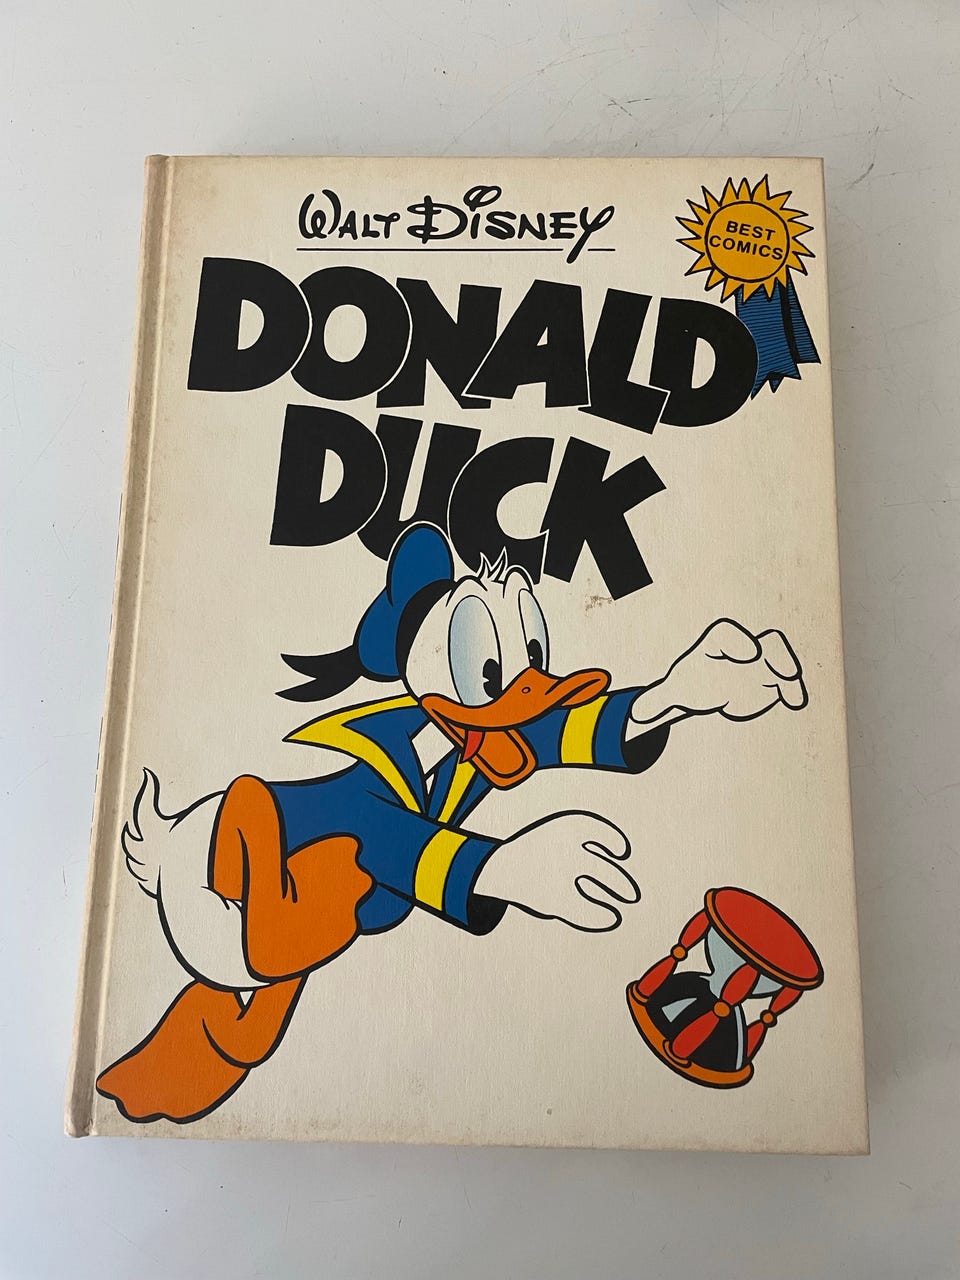 WALT DISNEY
BEST
COMICS
DONALD
DUCK